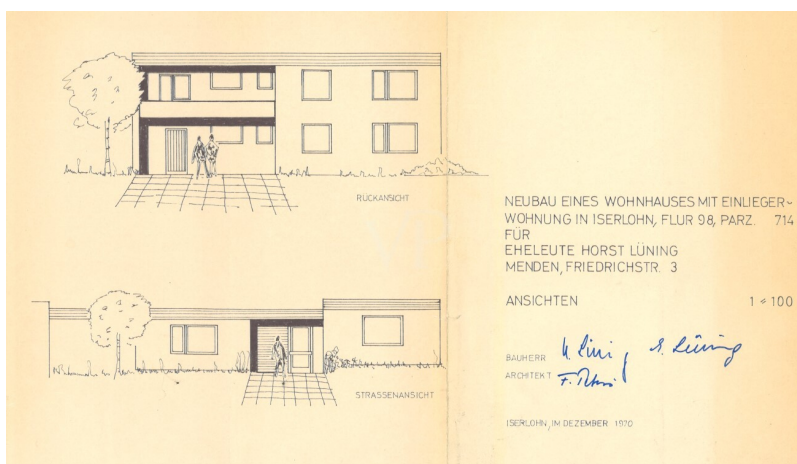 RÜCKANSICHT
STRASSENANSICHT
NEUBAU EINES WOHNHAUSES MIT EINLIEGER-
WOHNUNG IN ISERLOHN, FLUR 98, PARZ. 714
FÜR
EHELEUTE HORST LÜNING
MENDEN, FRIEDRICHSTR. 3
ANSICHTEN 1 : 100
BAUHERR
ARCHITEKT
ISERLOHN, IM DEZEMBER 1970